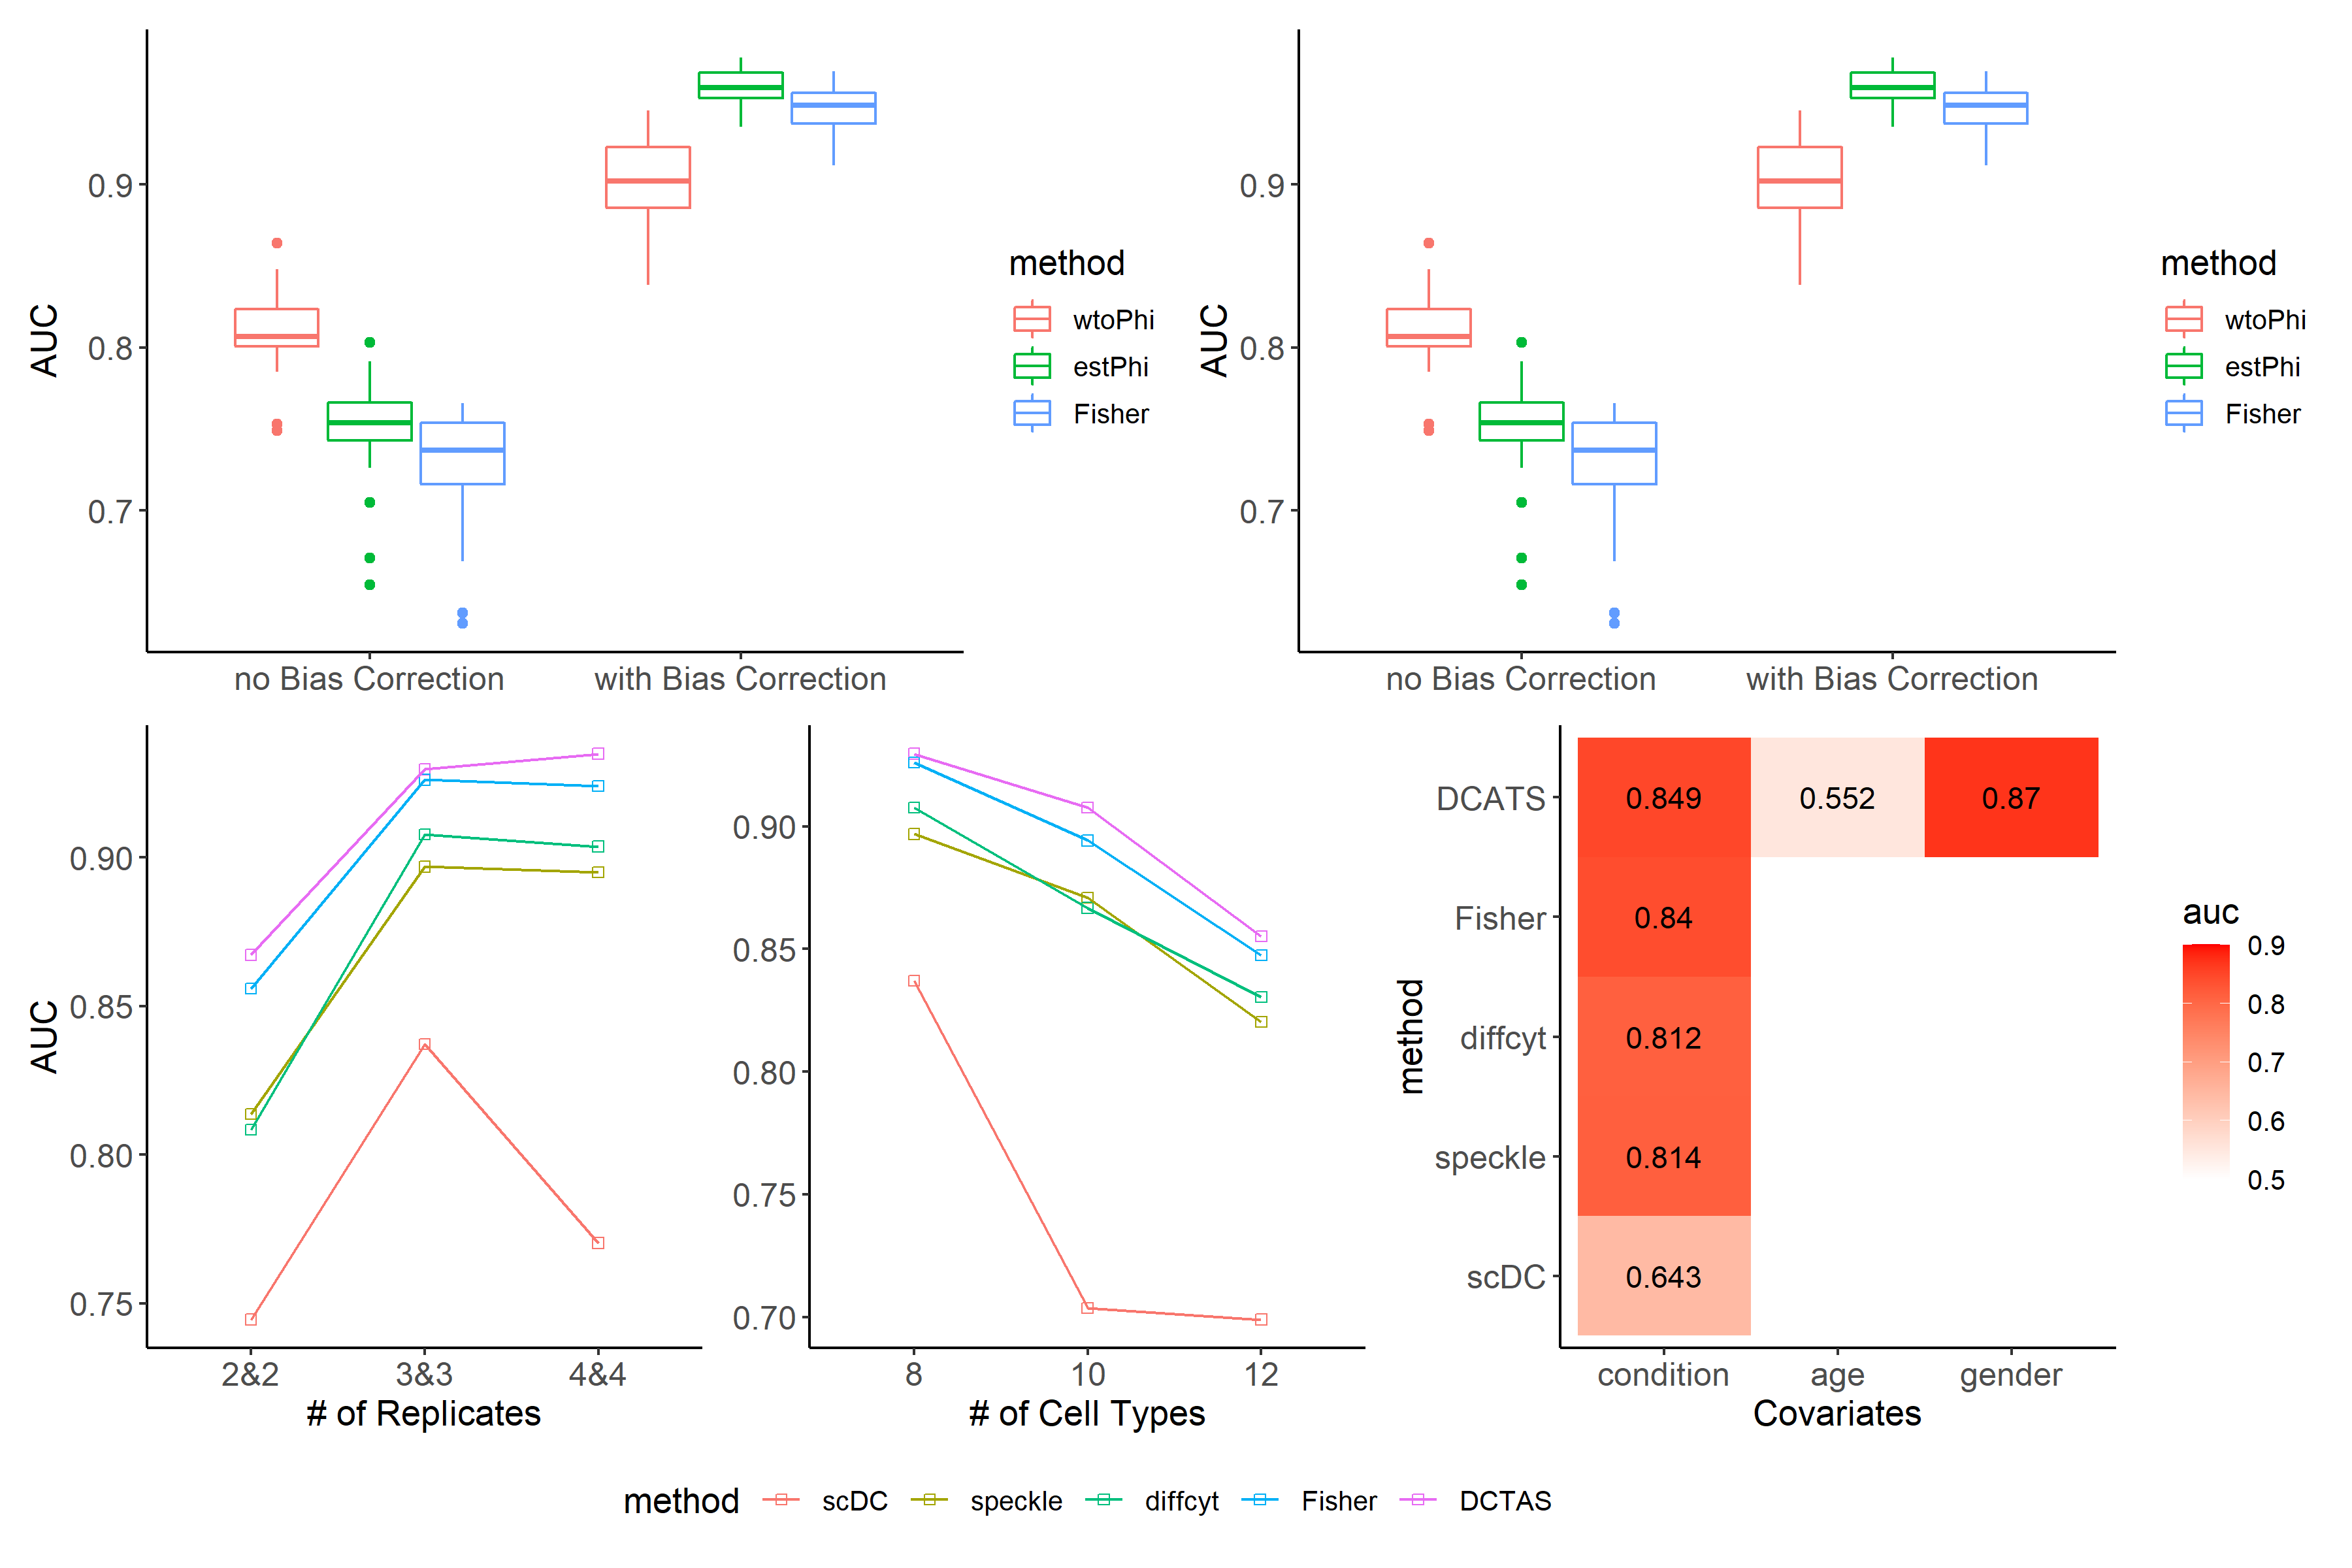 AUC
0.9
0.8
0.7
no Bias Correction
with Bias Correction
method
wtoPhi
estPhi
Fisher
AUC
0.9
0.8
0.7
no Bias Correction
with Bias Correction
method
wtoPhi
estPhi
Fisher
AUC
0.90
0.85
0.80
0.75
2&2
3&3
4&4
# of Replicates
0.90
0.85
0.80
0.75
0.70
8
10
12
# of Cell Types
method
DCATS
0.849
0.552
0.87
Fisher
0.84
diffcyt
0.812
speckle
0.814
scDC
0.643
condition
age
gender
Covariates
auc
0.9
0.8
0.7
0.6
0.5
method
scDC
speckle
diffcyt
Fisher
DCTAS